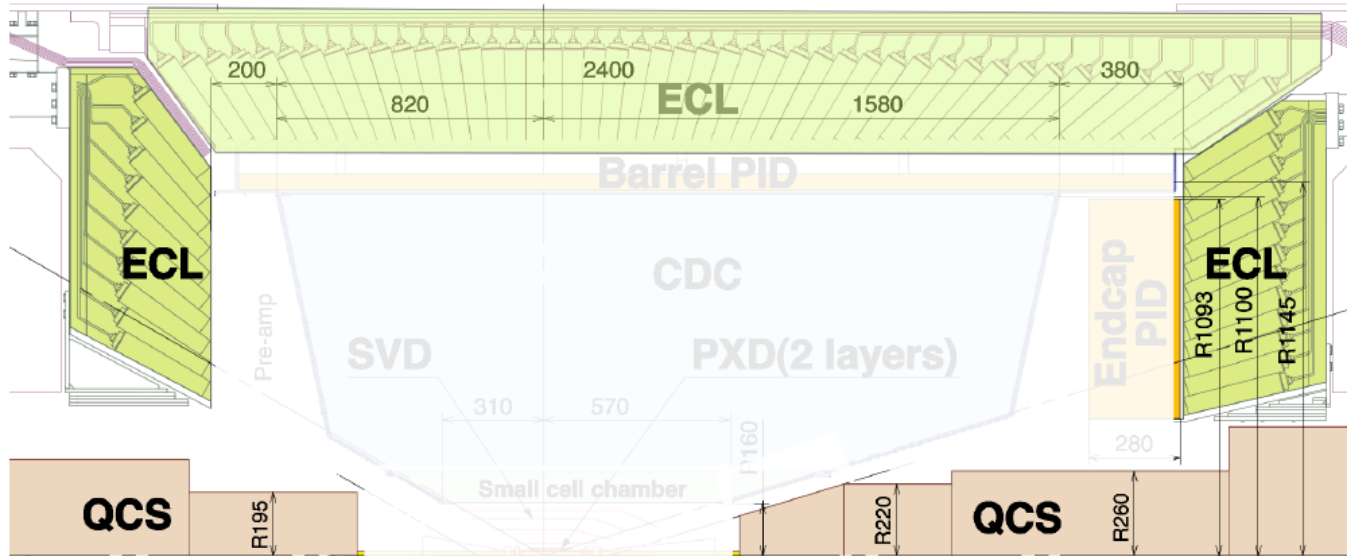 200 2400 380
820 ECL 1580
Barrel PID
ECL CDC ECL
Pre-amp
Endcap
PID
R1093
R1100
R1145
SVD PXD(2 layers)
310 570
R160
280
Small cell chamber
QCS R195 R220 QCS R260